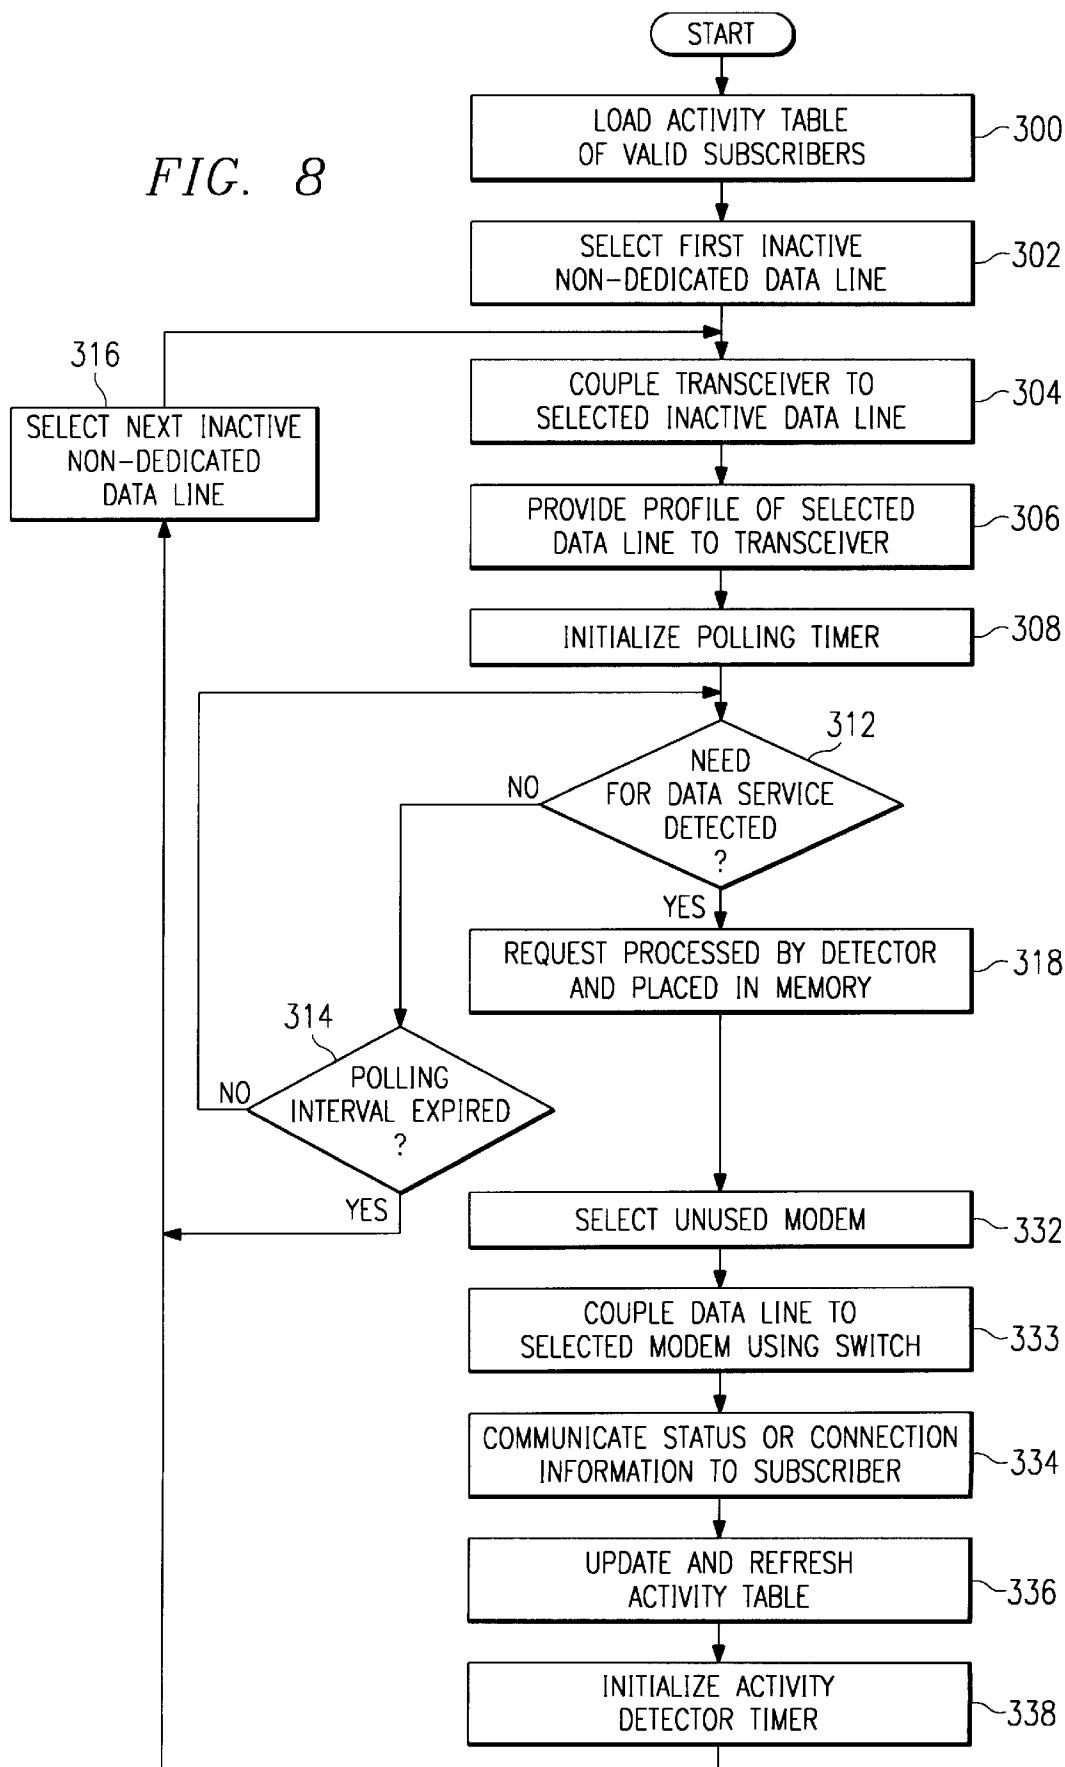 START
LOAD ACTIVITY TABLE
OF VALID SUBSCRIBERS
300
FIG. 8
SELECT FIRST INACTIVE
NON-DEDICATED DATA LINE
302
316
SELECT NEXT INACTIVE
NON-DEDICATED
DATA LINE
COUPLE TRANSCEIVER TO
SELECTED INACTIVE DATA LINE
304
PROVIDE PROFILE OF SELECTED
DATA LINE TO TRANSCEIVER
306
INITIALIZE POLLING TIMER
308
312
NEED
FOR DATA SERVICE
DETECTED
?
NO
YES
REQUEST PROCESSED BY DETECTOR
AND PLACED IN MEMORY
318
314
POLLING
INTERVAL EXPIRED
?
NO
YES
SELECT UNUSED MODEM
332
COUPLE DATA LINE TO
SELECTED MODEM USING SWITCH
333
COMMUNICATE STATUS OR CONNECTION
INFORMATION TO SUBSCRIBER
334
UPDATE AND REFRESH
ACTIVITY TABLE
336
INITIALIZE ACTIVITY
DETECTOR TIMER
338